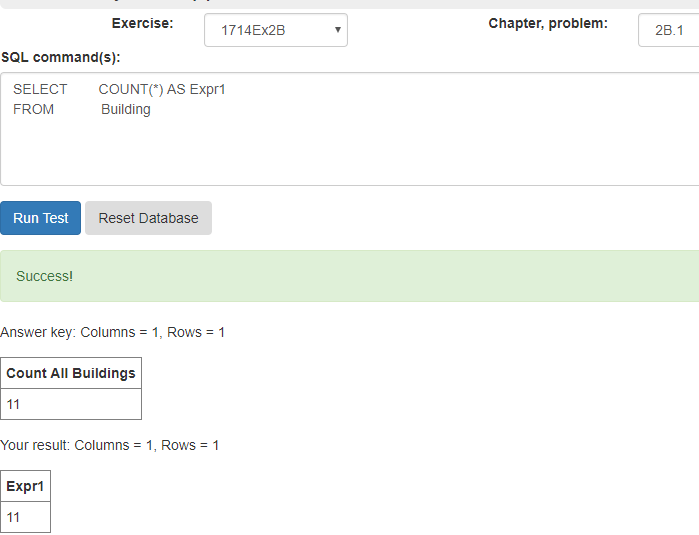 Exercise: 1714Ex2B Chapter, problem: 2B.1
SQL command(s):
SELECT COUNT(*) AS Expr1
FROM Building
Run Test Reset Database
Success!
Answer key: Columns = 1, Rows = 1
Count All Buildings
11
Your result: Columns = 1, Rows = 1
Expr1
11